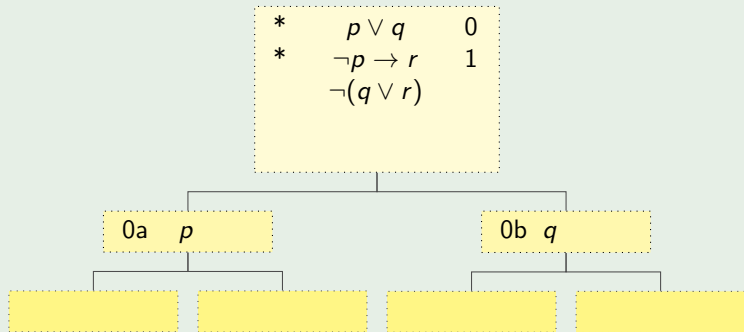 * p ∨ q 0
* ¬p → r 1
¬(q ∨ r)
0a p
0b q